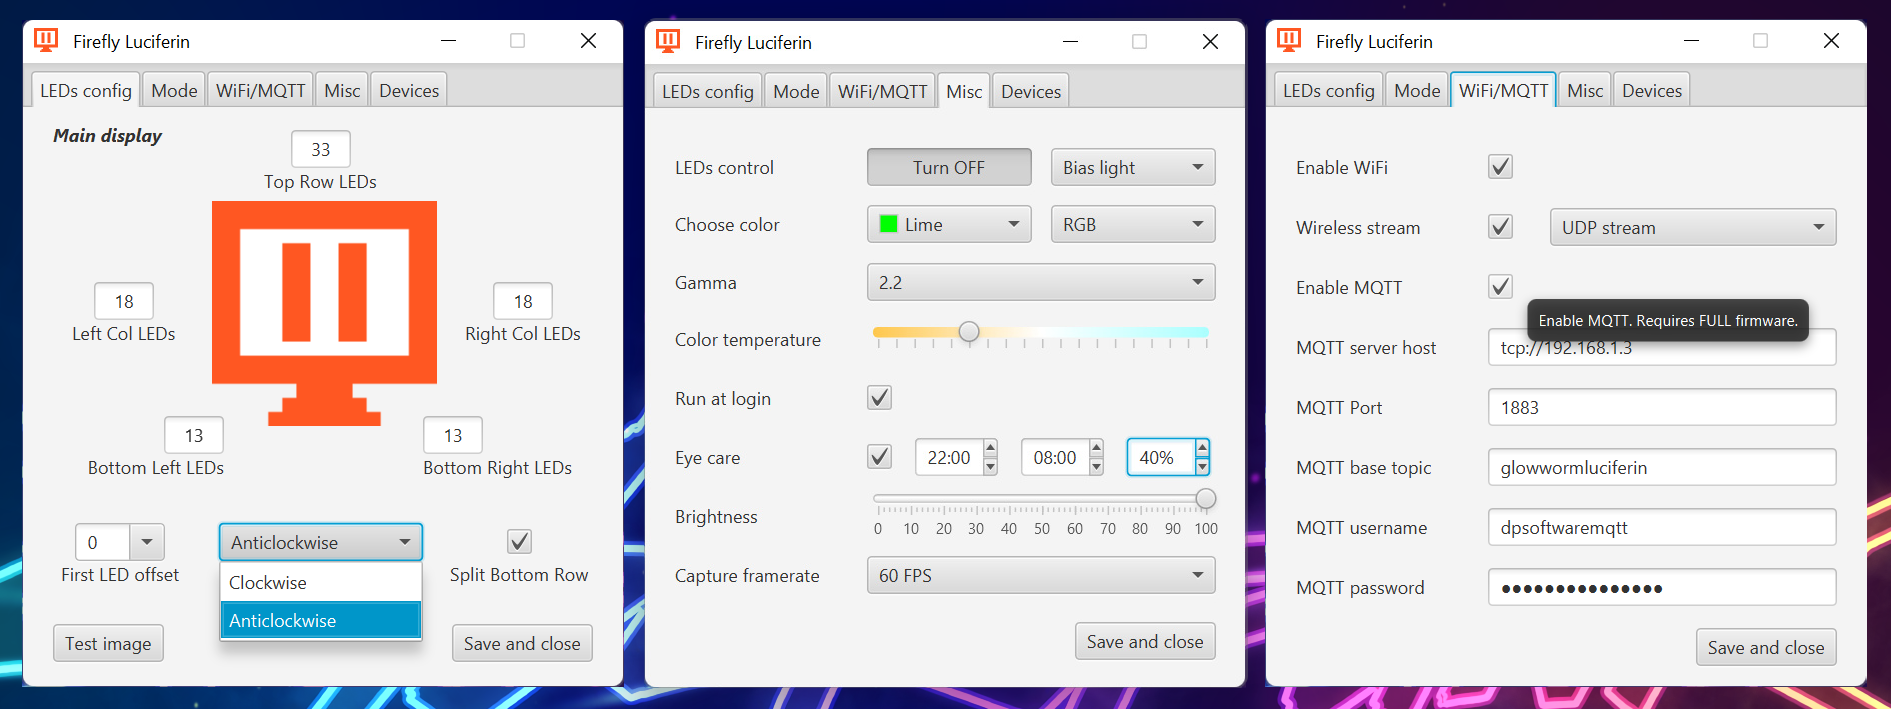 Firefly Luciferin
LEDs config Mode WiFi/MQTT Misc Devices
Main display
33
Top Row LEDs
18
Left Col LEDs
18
Right Col LEDs
13
Bottom Left LEDs
13
Bottom Right LEDs
0
First LED offset
Anticlockwise
Clockwise
Anticlockwise
Split Bottom Row
Test image
Save and close
Firefly Luciferin
LEDs config Mode WiFi/MQTT Misc Devices
LEDs control Turn OFF Bias light
Choose color Lime RGB
Gamma 2.2
Color temperature
Run at login
Eye care 22:00 08:00 40%
Brightness
0 10 20 30 40 50 60 70 80 90 100
Capture framerate 60 FPS
Save and close
Firefly Luciferin
LEDs config Mode WiFi/MQTT Misc Devices
Enable WiFi
Wireless stream UDP stream
Enable MQTT
Enable MQTT. Requires FULL firmware.
MQTT server host tcp://192.168.1.3
MQTT Port 1883
MQTT base topic glowwormluciferin
MQTT username dpsoftwaremqtt
MQTT password ●●●●●●●●●●●●●●●
Save and close